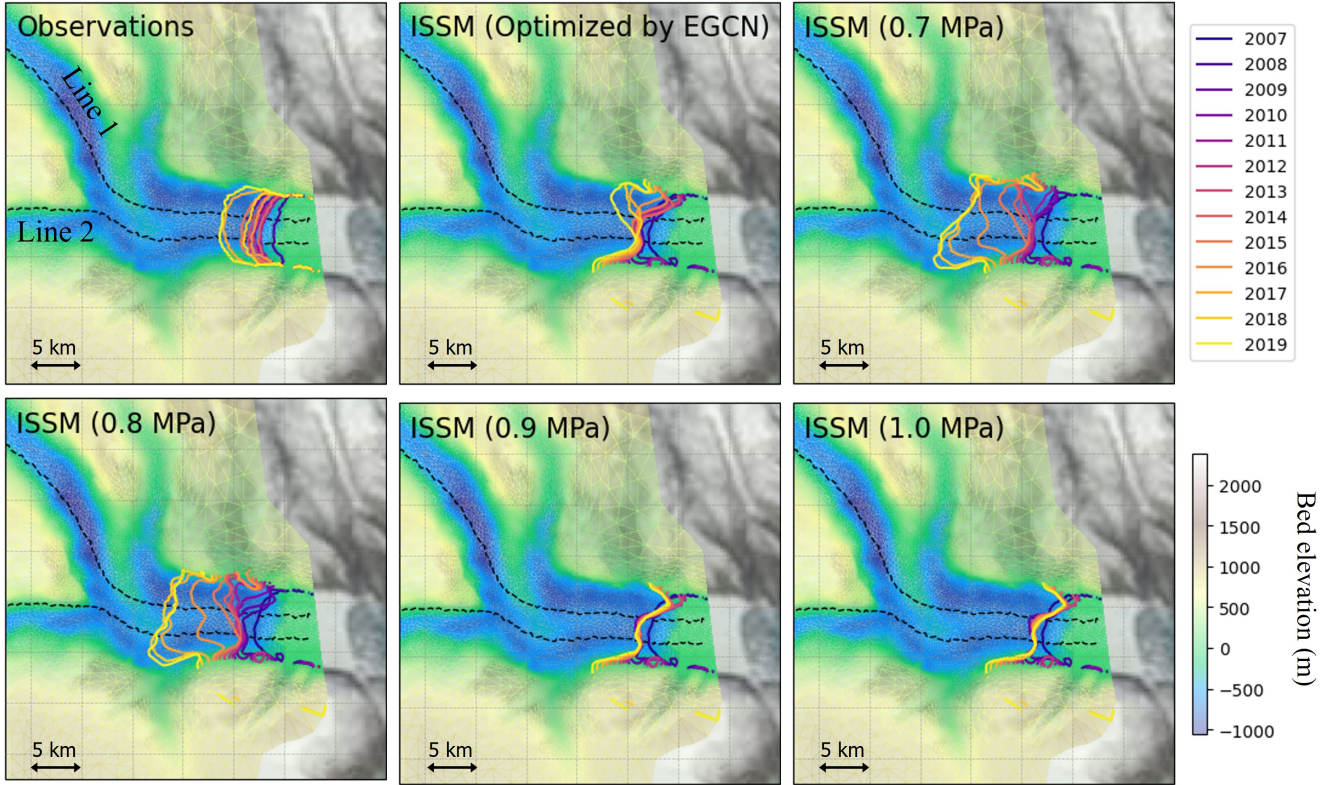 Observations
Line 1
Line 2
5 km
ISSM (Optimized by EGCN)
5 km
ISSM (0.7 MPa)
5 km
2007
2008
2009
2010
2011
2012
2013
2014
2015
2016
2017
2018
2019
ISSM (0.8 MPa)
5 km
ISSM (0.9 MPa)
5 km
ISSM (1.0 MPa)
5 km
2000
1500
1000
500
0
−500
−1000
Bed elevation (m)